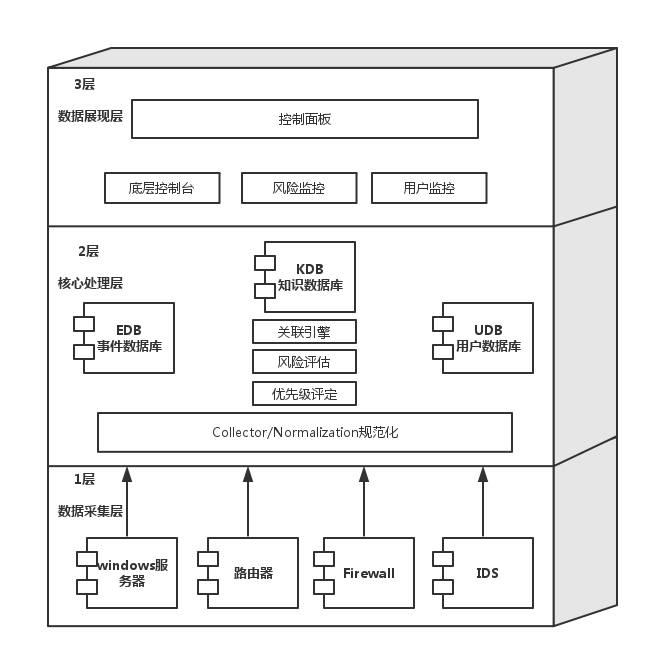 3层
数据展现层
控制面板
底层控制台
风险监控
用户监控
2层
核心处理层
KDB
知识数据库
EDB
事件数据库
UDB
用户数据库
关联引擎
风险评估
优先级评定
Collector/Normalization规范化
1层
数据采集层
windows服
务器
路由器
Firewall
IDS